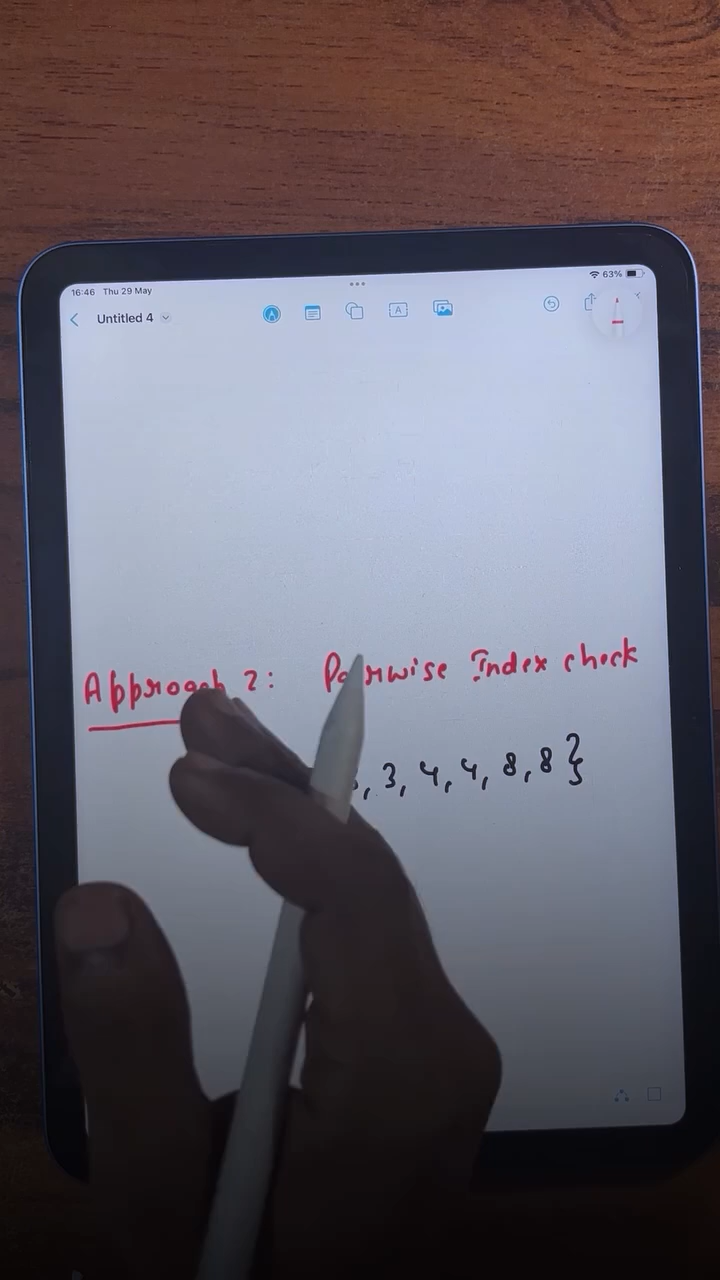 16:46 Thu 29 May
63%
Untitled 4
A
Approach 2: Pairwise Index check
, 3, 4, 4, 8, 8 }